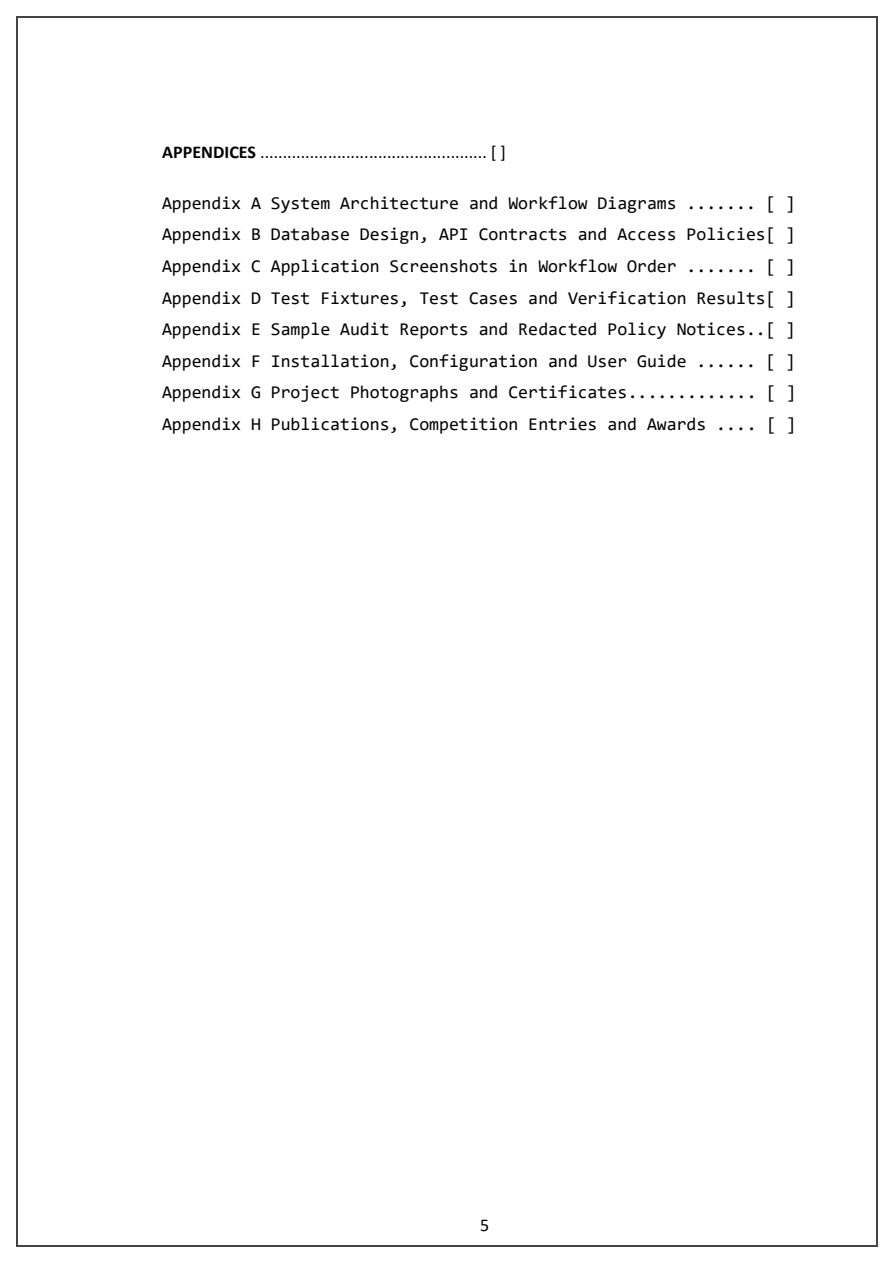 APPENDICES ................................................... [ ]
Appendix A System Architecture and Workflow Diagrams ....... [ ]
Appendix B Database Design, API Contracts and Access Policies[ ]
Appendix C Application Screenshots in Workflow Order ....... [ ]
Appendix D Test Fixtures, Test Cases and Verification Results[ ]
Appendix E Sample Audit Reports and Redacted Policy Notices..[ ]
Appendix F Installation, Configuration and User Guide ...... [ ]
Appendix G Project Photographs and Certificates............. [ ]
Appendix H Publications, Competition Entries and Awards .... [ ]
5